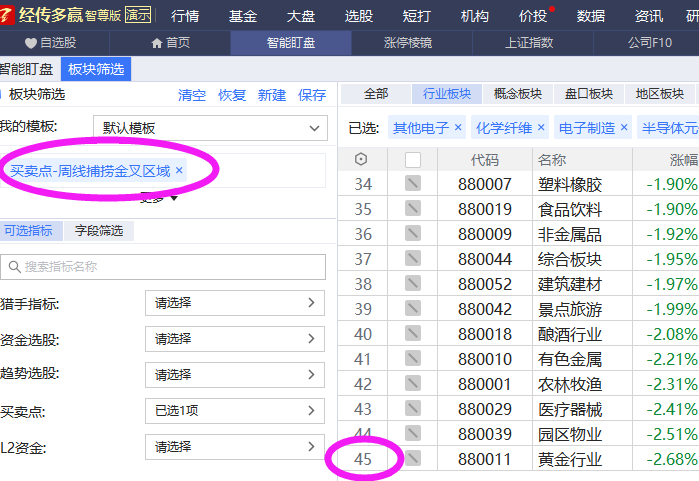 经传多赢 智尊版 演示 行情 基金 大盘 选股 短打 机构 价投 数据 资讯 研
自选股 首页 智能盯盘 涨停棱镜 上证指数 公司F10
智能盯盘 板块筛选
板块筛选 清空 恢复 新建 保存
我的模板: 默认模板
买卖点-周线捕捞金叉区域 ×
更多
可选指标 字段筛选
搜索指标名称
猎手指标: 请选择
资金选股: 请选择
趋势选股: 请选择
买卖点: 已选1项
L2资金: 请选择
全部 行业板块 概念板块 盘口板块 地区板块
已选: 其他电子 × 化学纤维 × 电子制造 × 半导体元
代码 名称 涨幅
34 880007 塑料橡胶 -1.90%
35 880019 食品饮料 -1.90%
36 880009 非金属品 -1.92%
37 880044 综合板块 -1.95%
38 880052 建筑建材 -1.97%
39 880042 景点旅游 -1.99%
40 880018 酿酒行业 -2.08%
41 880010 有色金属 -2.21%
42 880001 农林牧渔 -2.31%
43 880029 医疗器械 -2.41%
44 880039 园区物业 -2.51%
45 880011 黄金行业 -2.68%